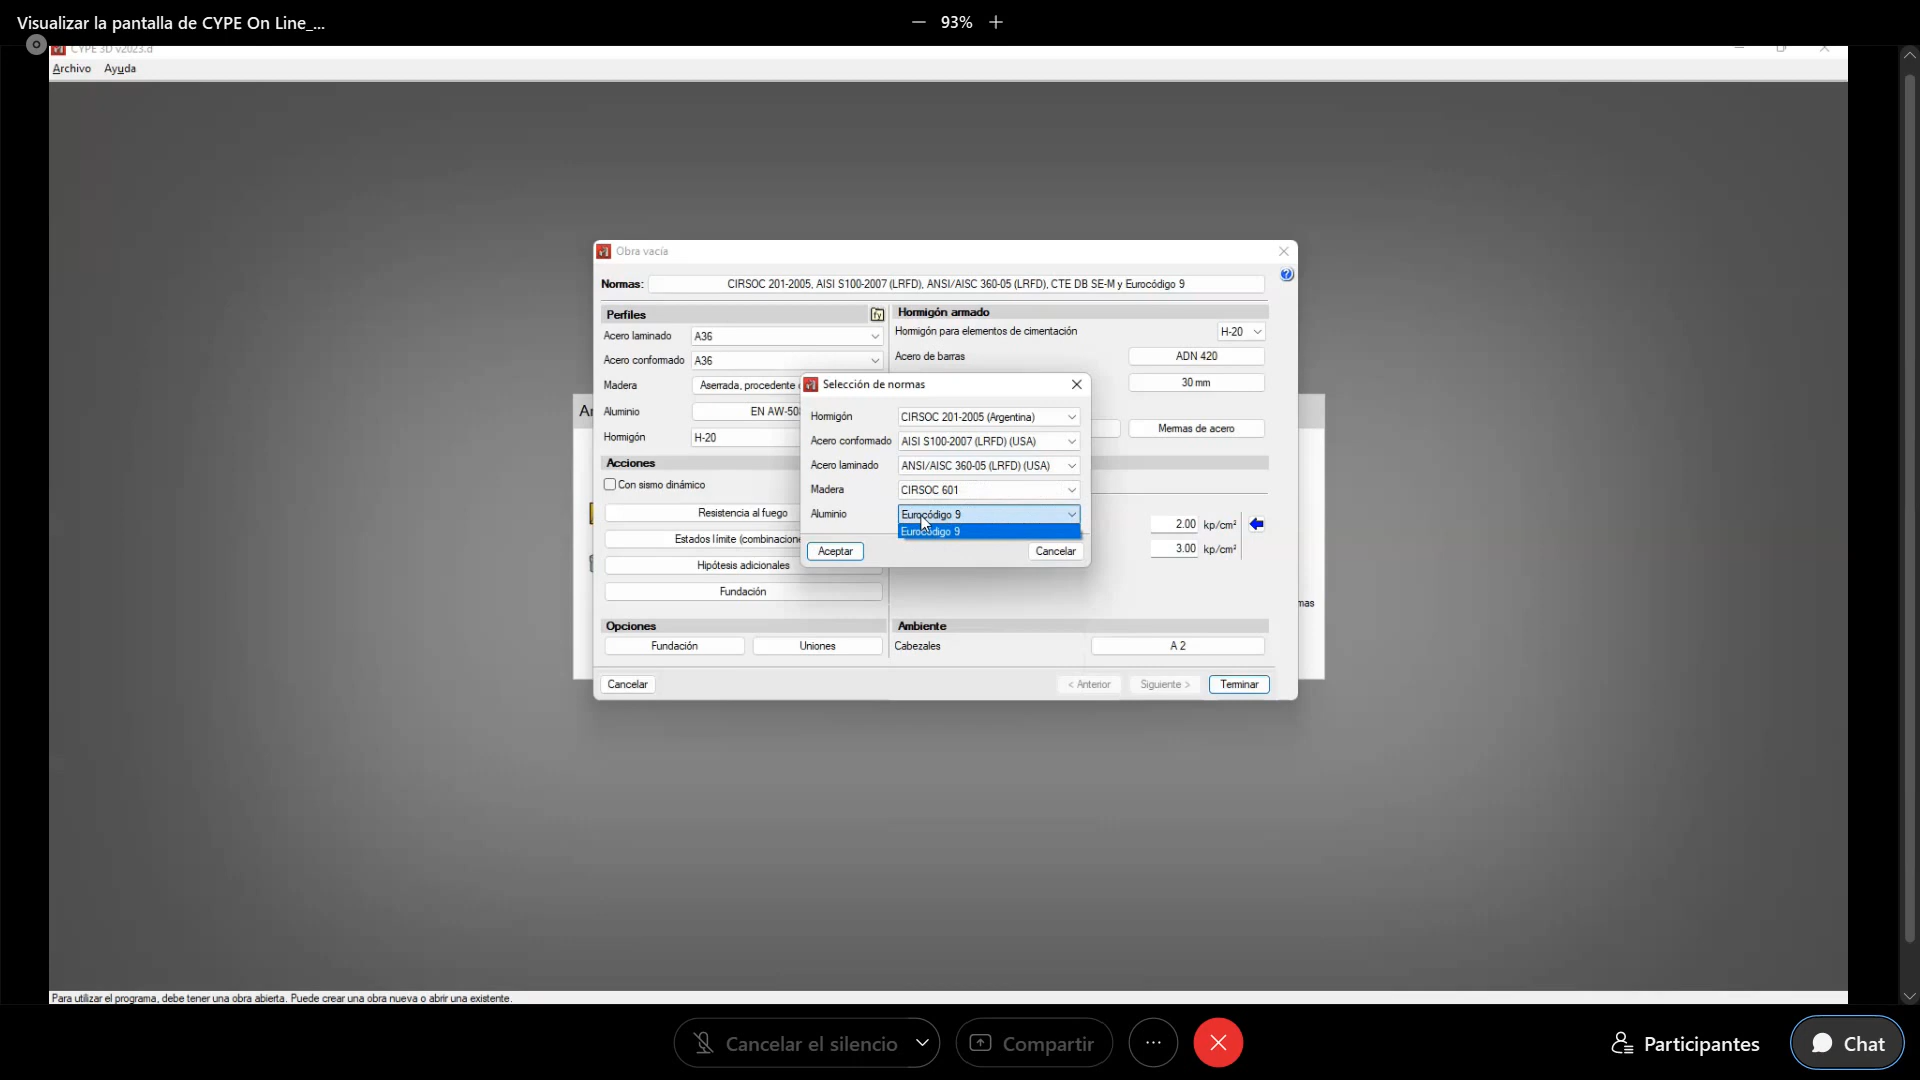 Visualizar la pantalla de CYPE On Line_...
93%
CYPE 3D v2023.d
Archivo Ayuda
Obra vacía
Normas: CIRSOC 201-2005, AISI S100-2007 (LRFD), ANSI/AISC 360-05 (LRFD), CTE DB SE-M y Eurocódigo 9
Perfiles
Acero laminado A36
Acero conformado A36
Madera Aserrada, procedente
Aluminio EN AW-508
Hormigón H-20
Acciones
Con sismo dinámico
Resistencia al fuego
Estados límite (combinacione
Hipótesis adicionales
Fundación
Opciones
Fundación Uniones
Hormigón armado
Hormigón para elementos de cimentación H-20
Acero de barras ADN 420
30 mm
Mermas de acero
2.00 kp/cm²
3.00 kp/cm²
Ambiente
Cabezales A 2
Cancelar < Anterior Siguiente > Terminar
Selección de normas
Hormigón CIRSOC 201-2005 (Argentina)
Acero conformado AISI S100-2007 (LRFD) (USA)
Acero laminado ANSI/AISC 360-05 (LRFD) (USA)
Madera CIRSOC 601
Aluminio Eurocódigo 9
Eurocódigo 9
Aceptar Cancelar
Para utilizar el programa, debe tener una obra abierta. Puede crear una obra nueva o abrir una existente.
Cancelar el silencio Compartir Participantes Chat